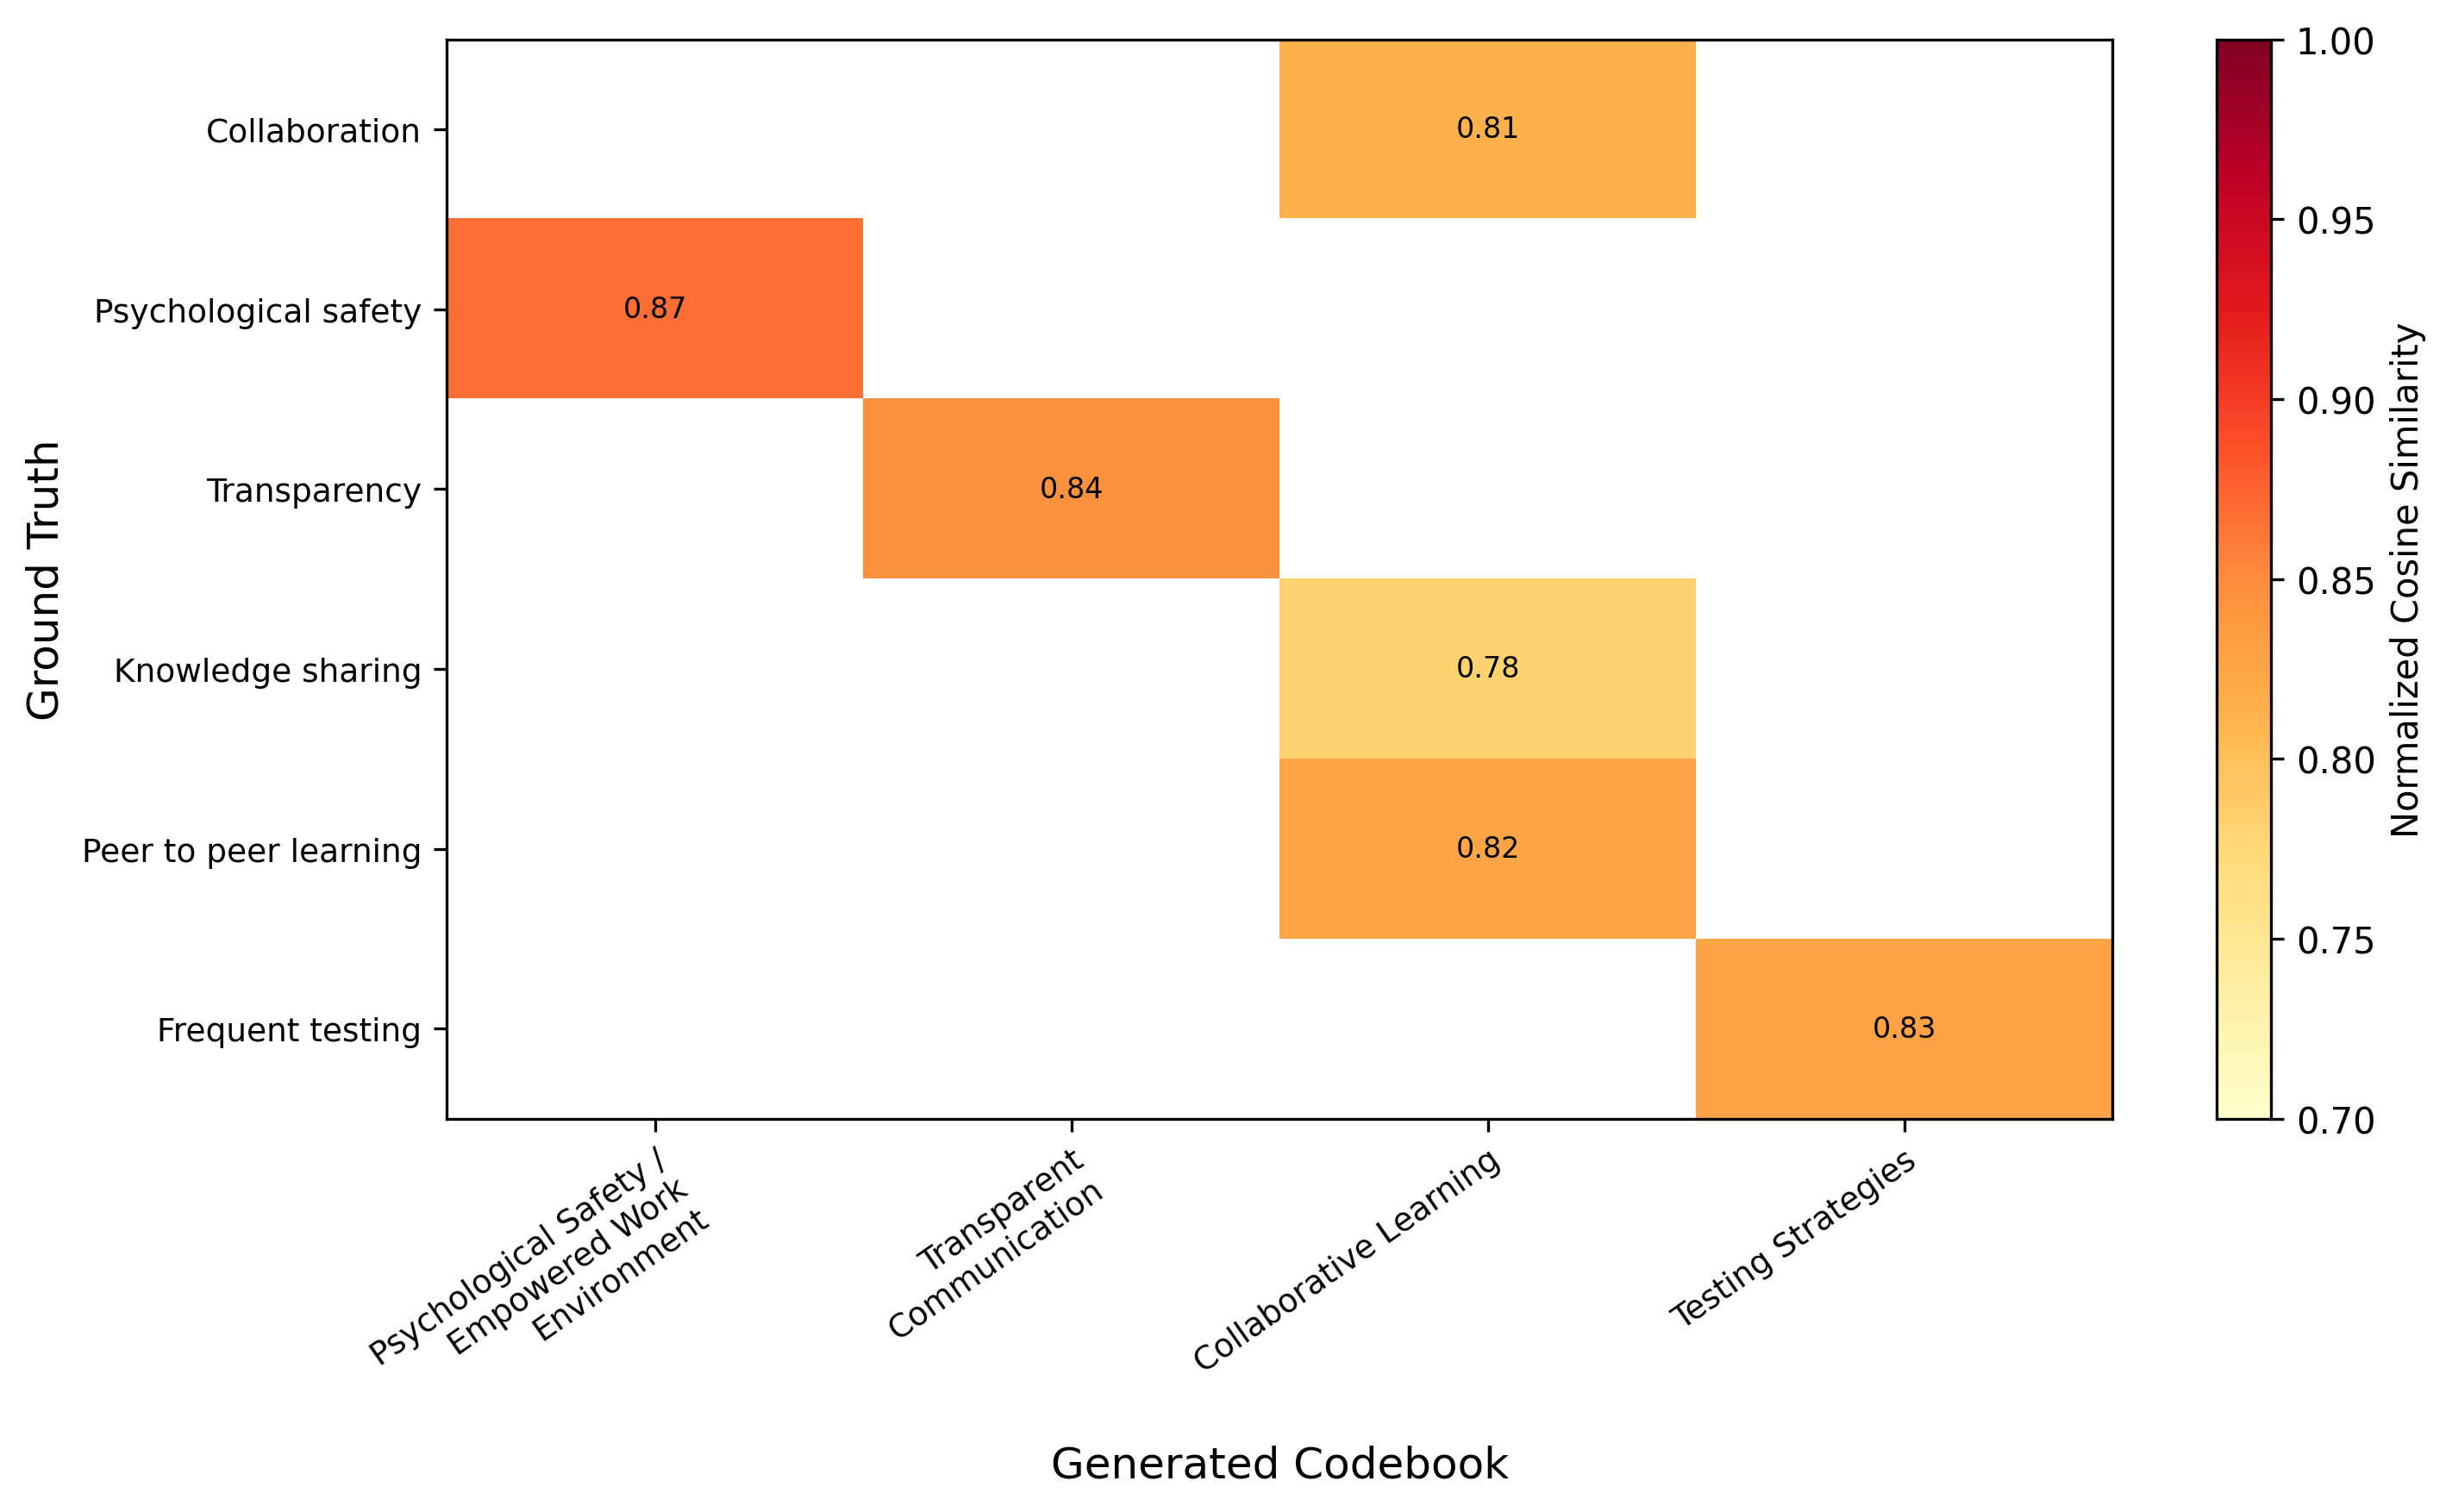 Ground Truth
Collaboration
Psychological safety
Transparency
Knowledge sharing
Peer to peer learning
Frequent testing
0.81
0.87
0.84
0.78
0.82
0.83
Psychological Safety /
Empowered Work
Environment
Transparent
Communication
Collaborative Learning
Testing Strategies
Generated Codebook
1.00
0.95
0.90
0.85
0.80
0.75
0.70
Normalized Cosine Similarity